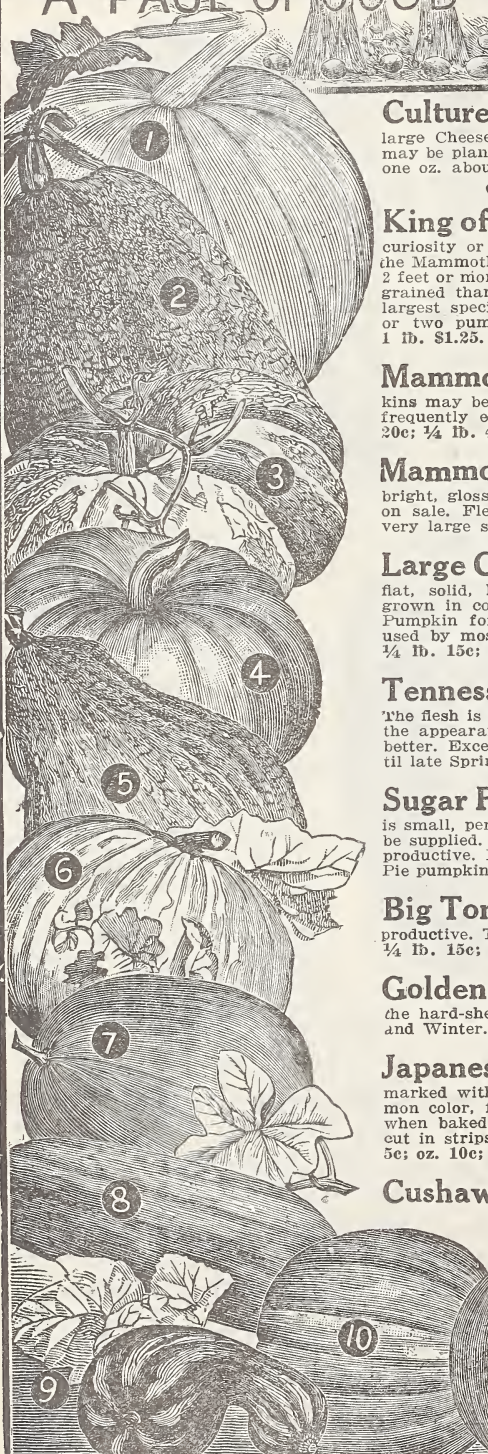 A PAGE OF GOOD
Culture
large Cheese
may be plan
one oz. abou
King of
curiosity or
the Mammoth
2 feet or mor
grained than
largest speci
or two pum
1 lb. $1.25.
Mammo
kins may be
frequently e
20c; ¼ lb.
Mammo
bright, gloss
on sale. Fle
very large s
Large C
flat, solid,
grown in co
Pumpkin fo
used by mos
¼ lb. 15c;
Tenness
The flesh is
the appeara
better. Exce
til late Sprin
Sugar P
is small, per
be supplied.
productive.
Pie pumpkin
Big Tom
productive. T
¼ lb. 15c;
Golden
the hard-she
and Winter.
Japanes
marked with
mon color, f
when baked
cut in strips
5c; oz. 10c;
Cushaw
1
2
3
4
5
6
7
8
9
10